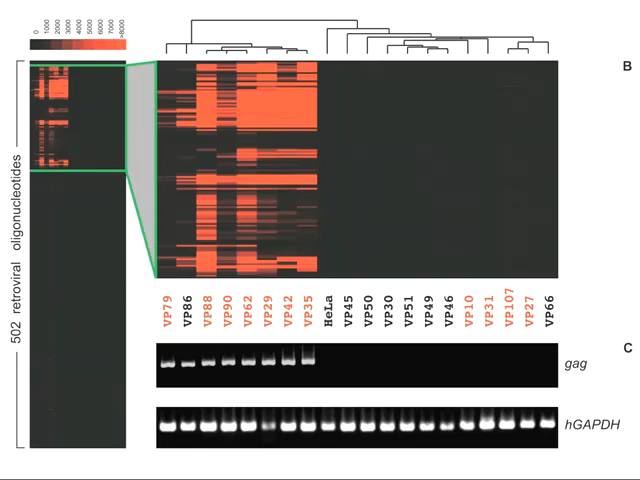 0
1000
2000
3000
4000
5000
6000
7000
>8000
B
502 retroviral oligonucleotides
VP79
VP86
VP88
VP90
VP62
VP29
VP42
VP35
HeLa
VP45
VP50
VP30
VP51
VP49
VP46
VP10
VP31
VP107
VP27
VP66
C
gag
hGAPDH